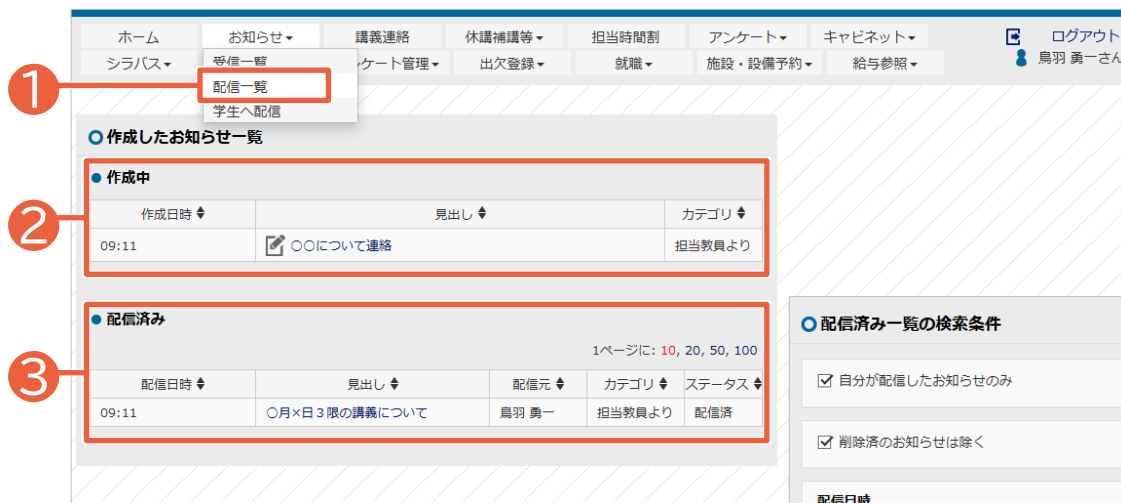 ホーム お知らせ▾ 講義連絡 休講補講等▾ 担当時間割 アンケート▾ キャビネット▾ ログアウト
シラバス▾ 受信一覧 ンケート管理▾ 出欠登録▾ 就職▾ 施設・設備予約▾ 給与参照▾ 鳥羽 勇一さん
1 配信一覧
学生へ配信
作成したお知らせ一覧
作成中
2 作成日時 見出し カテゴリ
09:11 ○○について連絡 担当教員より
配信済み
1ページに: 10, 20, 50, 100
3 配信日時 見出し 配信元 カテゴリ ステータス
09:11 ○月×日３限の講義について 鳥羽 勇一 担当教員より 配信済
配信済み一覧の検索条件
自分が配信したお知らせのみ
削除済のお知らせは除く
配信日時